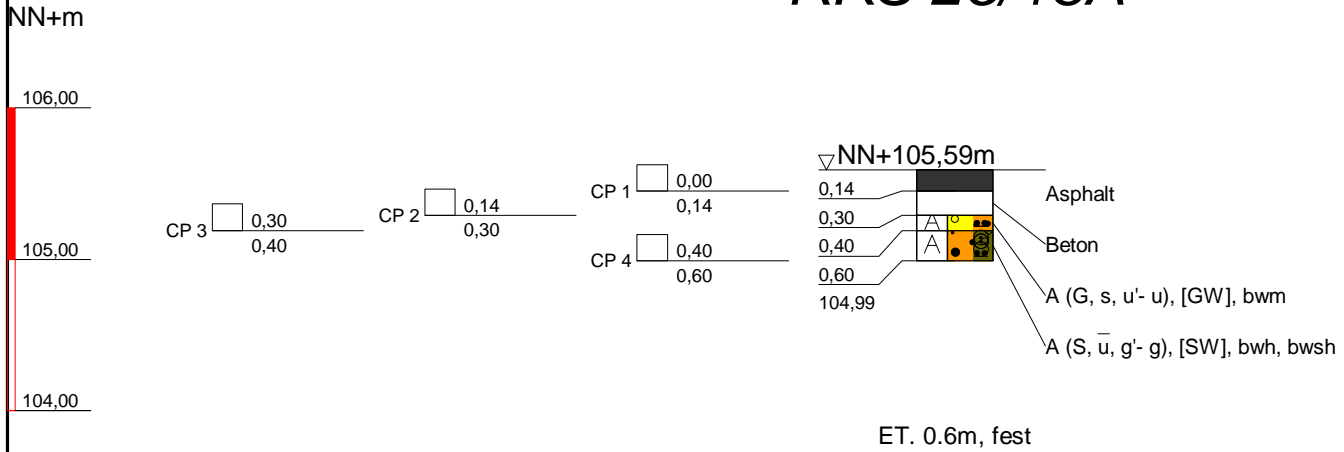 NN+m
106,00
105,00
104,00
CP 3 0,30
0,40
CP 2 0,14
0,30
CP 1 0,00
0,14
CP 4 0,40
0,60
NN+105,59m
0,14
0,30
0,40
0,60
104,99
A
A
Asphalt
Beton
A (G, s, u'- u), [GW], bwm
A (S, u̅, g'- g), [SW], bwh, bwsh
ET. 0.6m, fest